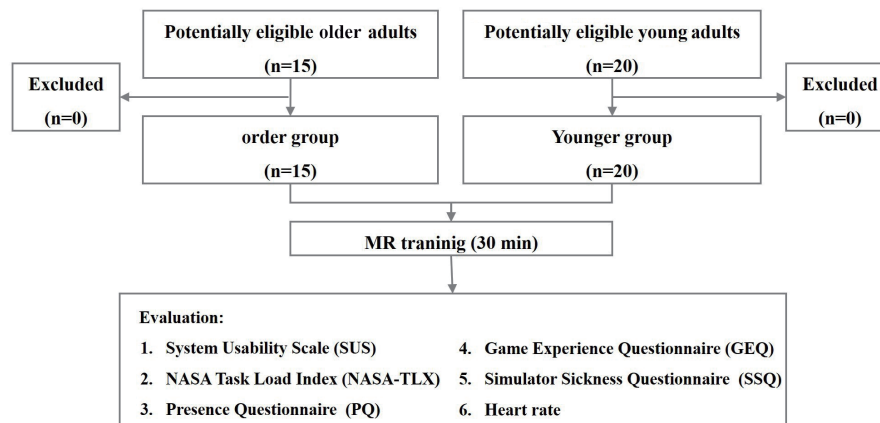 Potentially eligible older adults
(n=15)
Potentially eligible young adults
(n=20)
Excluded
(n=0)
Excluded
(n=0)
order group
(n=15)
Younger group
(n=20)
MR traninig (30 min)
Evaluation:
1. System Usability Scale (SUS)
2. NASA Task Load Index (NASA-TLX)
3. Presence Questionnaire (PQ)
4. Game Experience Questionnaire (GEQ)
5. Simulator Sickness Questionnaire (SSQ)
6. Heart rate